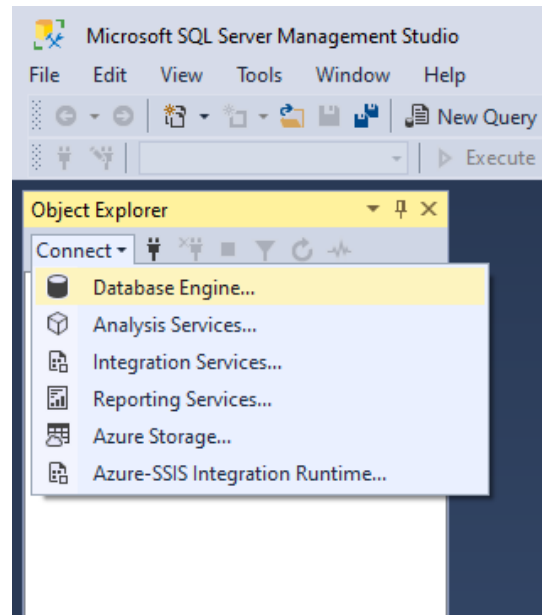 Microsoft SQL Server Management Studio
File Edit View Tools Window Help
New Query
Execute
Object Explorer
Connect
Database Engine...
Analysis Services...
Integration Services...
Reporting Services...
Azure Storage...
Azure-SSIS Integration Runtime...